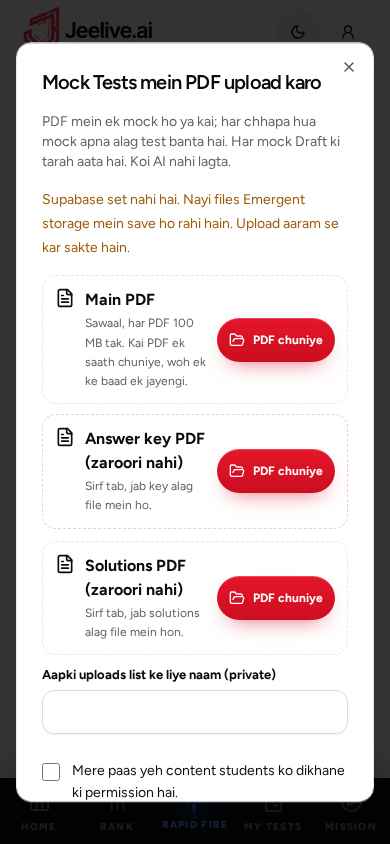 Jeelive.ai
Mock Tests mein PDF upload karo
PDF mein ek mock ho ya kai; har chhapa hua
mock apna alag test banta hai. Har mock Draft ki
tarah aata hai. Koi AI nahi lagta.
Supabase set nahi hai. Nayi files Emergent
storage mein save ho rahi hain. Upload aaram se
kar sakte hain.
Main PDF
Sawaal, har PDF 100
MB tak. Kai PDF ek
saath chuniye, woh ek
ke baad ek jayengi.
PDF chuniye
Answer key PDF
(zaroori nahi)
Sirf tab, jab key alag
file mein ho.
PDF chuniye
Solutions PDF
(zaroori nahi)
Sirf tab, jab solutions
alag file mein hon.
PDF chuniye
Aapki uploads list ke liye naam (private)
Mere paas yeh content students ko dikhane
ki permission hai.
HOME
RANK
RAPID FIRE
MY TESTS
MISSION